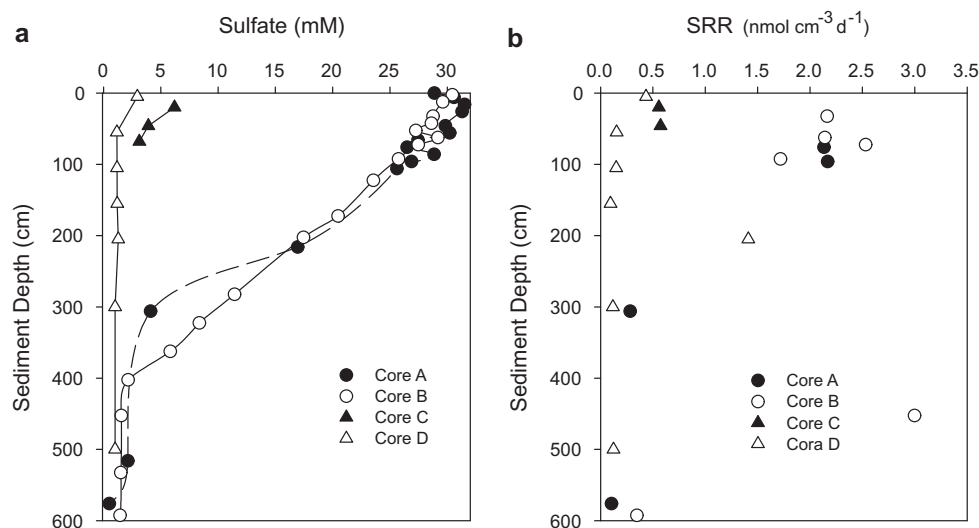 a
Sulfate (mM)
0 5 10 15 20 25 30
Sediment Depth (cm)
0
100
200
300
400
500
600
Core A
Core B
Core C
Core D
b
SRR (nmol cm⁻³ d⁻¹)
0.0 0.5 1.5 2.0 2.5 3.0 3.5
Sediment Depth (cm)
0
100
200
300
400
500
600
Core A
Core B
Core C
Cora D